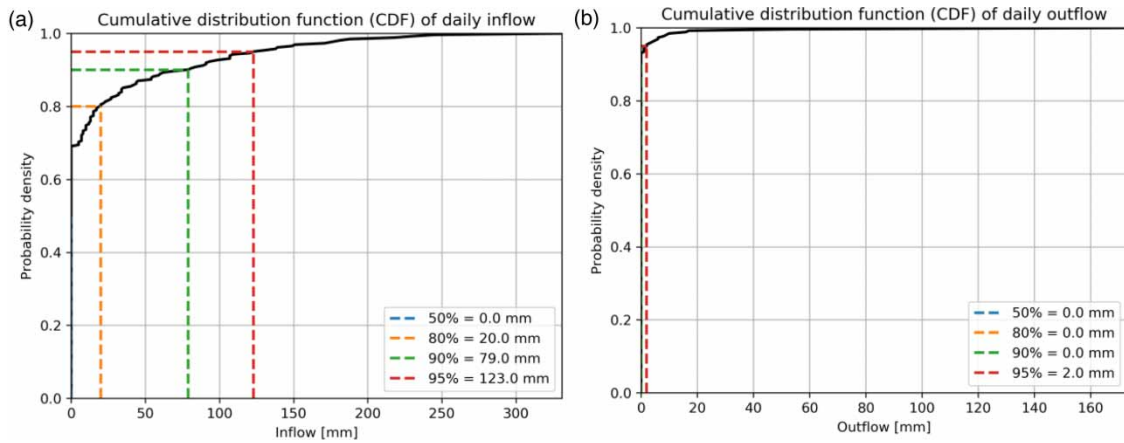 (a)
Cumulative distribution function (CDF) of daily inflow
Probability density
1.0
0.8
0.6
0.4
0.2
0.0
50% = 0.0 mm
80% = 20.0 mm
90% = 79.0 mm
95% = 123.0 mm
0 50 100 150 200 250 300
Inflow [mm]
(b)
Cumulative distribution function (CDF) of daily outflow
Probability density
1.0
0.8
0.6
0.4
0.2
0.0
50% = 0.0 mm
80% = 0.0 mm
90% = 0.0 mm
95% = 2.0 mm
0 20 40 60 80 100 120 140 160
Outflow [mm]